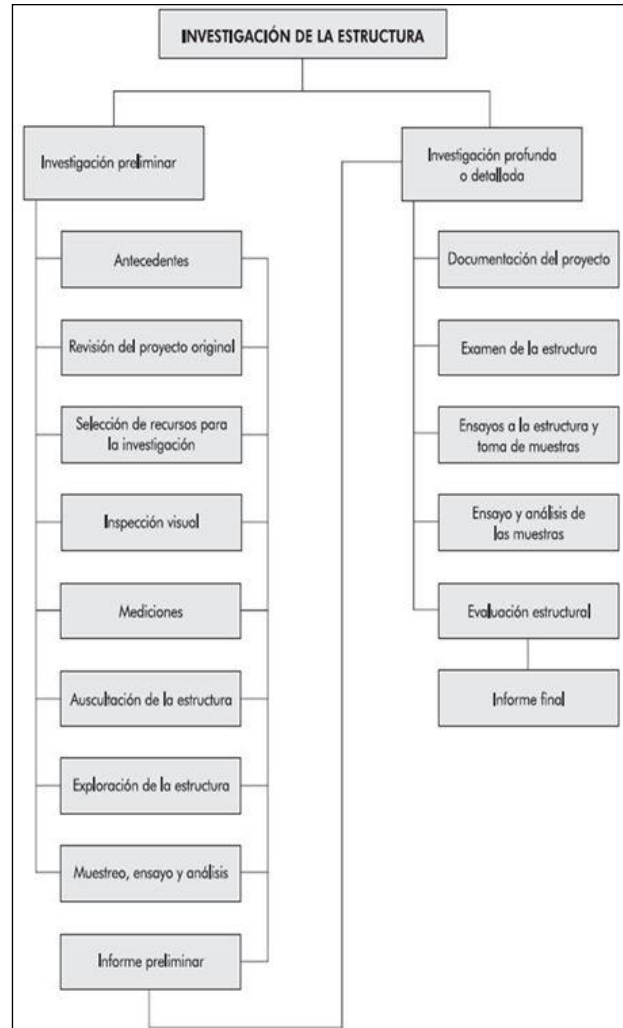 INVESTIGACIÓN DE LA ESTRUCTURA
Investigación preliminar
Antecedentes
Revisión del proyecto original
Selección de recursos para
la investigación
Inspección visual
Mediciones
Auscultación de la estructura
Exploración de la estructura
Muestreo, ensayo y análisis
Informe preliminar
Investigación profunda
o detallada
Documentación del proyecto
Examen de la estructura
Ensayos a la estructura y
toma de muestras
Ensayo y análisis de
las muestras
Evaluación estructural
Informe final